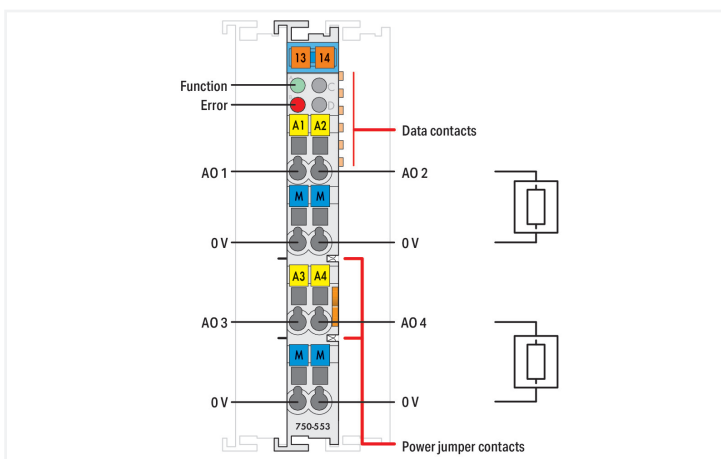 13 14
Function
C
Error
D
A1 A2
Data contacts
AO 1
AO 2
M M
0 V
0 V
A3 A4
AO 3
AO 4
M M
0 V
0 V
750-553
Power jumper contacts